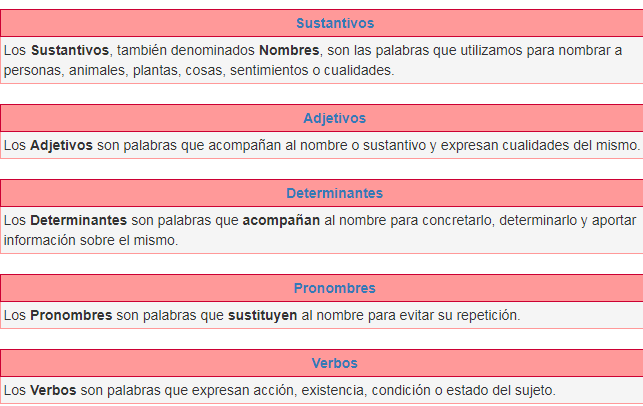 Sustantivos
Los Sustantivos, también denominados Nombres, son las palabras que utilizamos para nombrar a
personas, animales, plantas, cosas, sentimientos o cualidades.
Adjetivos
Los Adjetivos son palabras que acompañan al nombre o sustantivo y expresan cualidades del mismo.
Determinantes
Los Determinantes son palabras que acompañan al nombre para concretarlo, determinarlo y aportar
información sobre el mismo.
Pronombres
Los Pronombres son palabras que sustituyen al nombre para evitar su repetición.
Verbos
Los Verbos son palabras que expresan acción, existencia, condición o estado del sujeto.